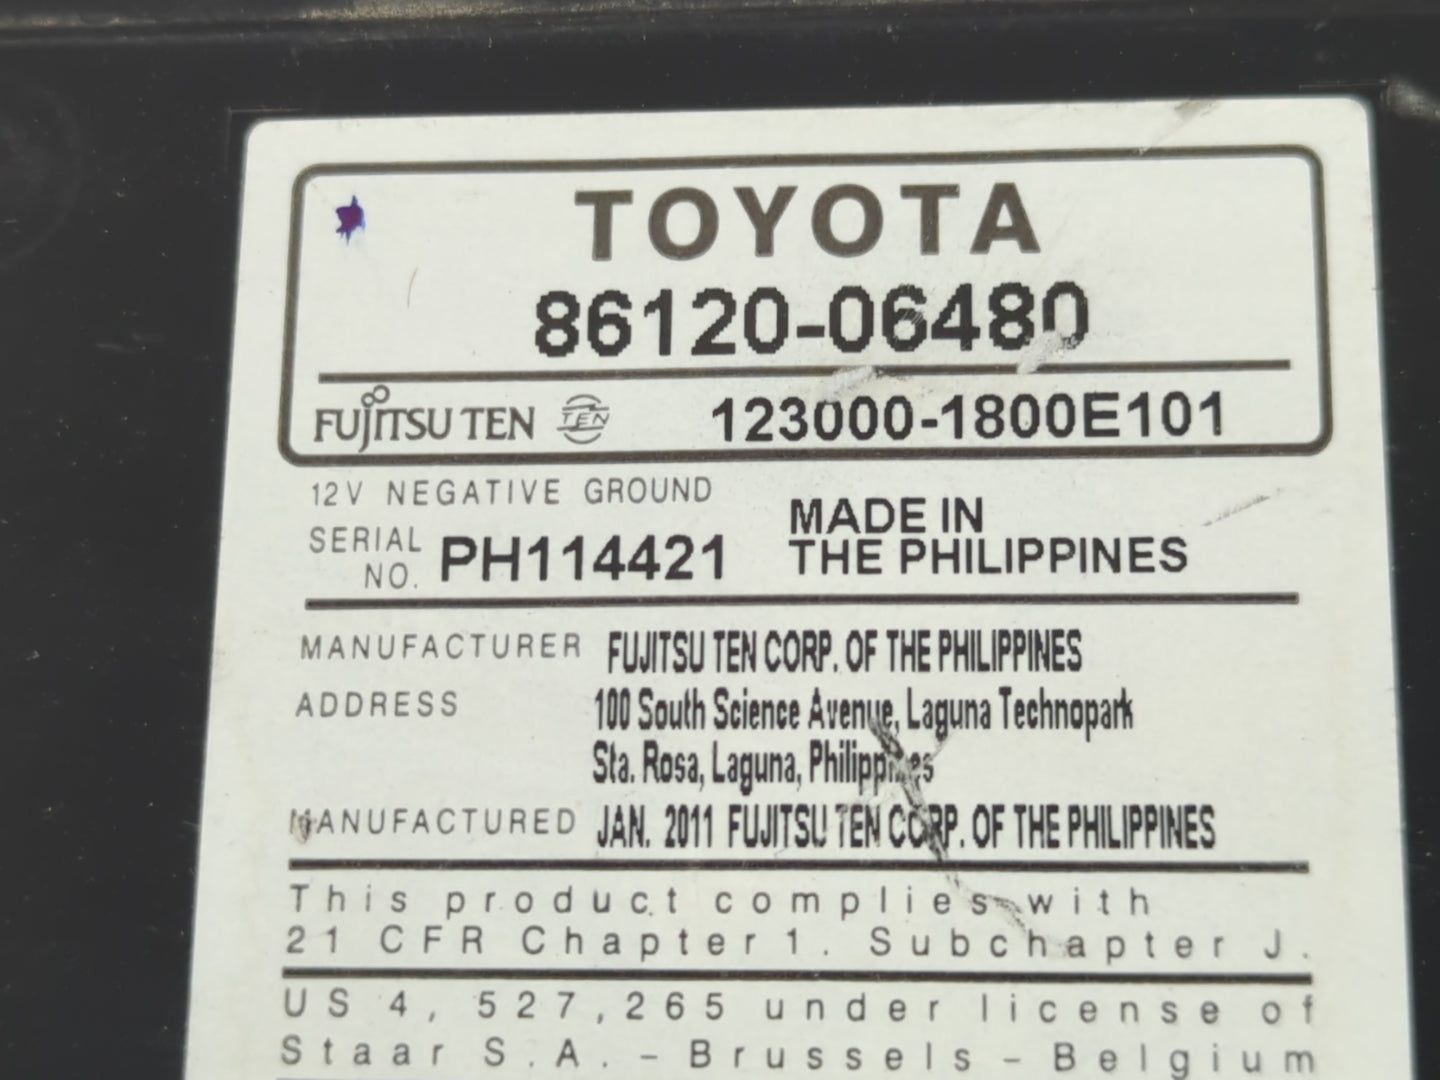 TOYOTA
86120-06480
FUJITSU TEN TEN 123000-1800E101
12V NEGATIVE GROUND
SERIAL NO. PH114421
MADE IN
THE PHILIPPINES
MANUFACTURER FUJITSU TEN CORP. OF THE PHILIPPINES
ADDRESS 100 South Science Avenue, Laguna Technopark
Sta. Rosa, Laguna, Philippines
MANUFACTURED JAN. 2011 FUJITSU TEN CORP. OF THE PHILIPPINES
This product complies with
21 CFR Chapter1. Subchapter J.
US 4,527,265 under license of
Staar S.A.-Brussels-Belgium